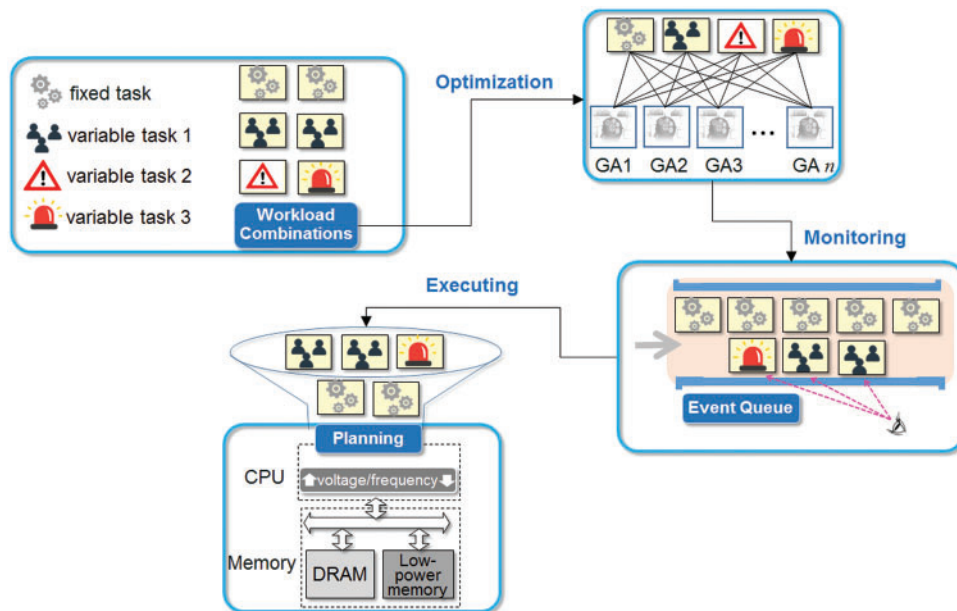 fixed task
variable task 1
variable task 2
variable task 3
Workload
Combinations
Optimization
GA1 GA2 GA3 ... GA n
Monitoring
Event Queue
Executing
Planning
CPU
voltage/frequency
Memory
DRAM
Low-
power
memory